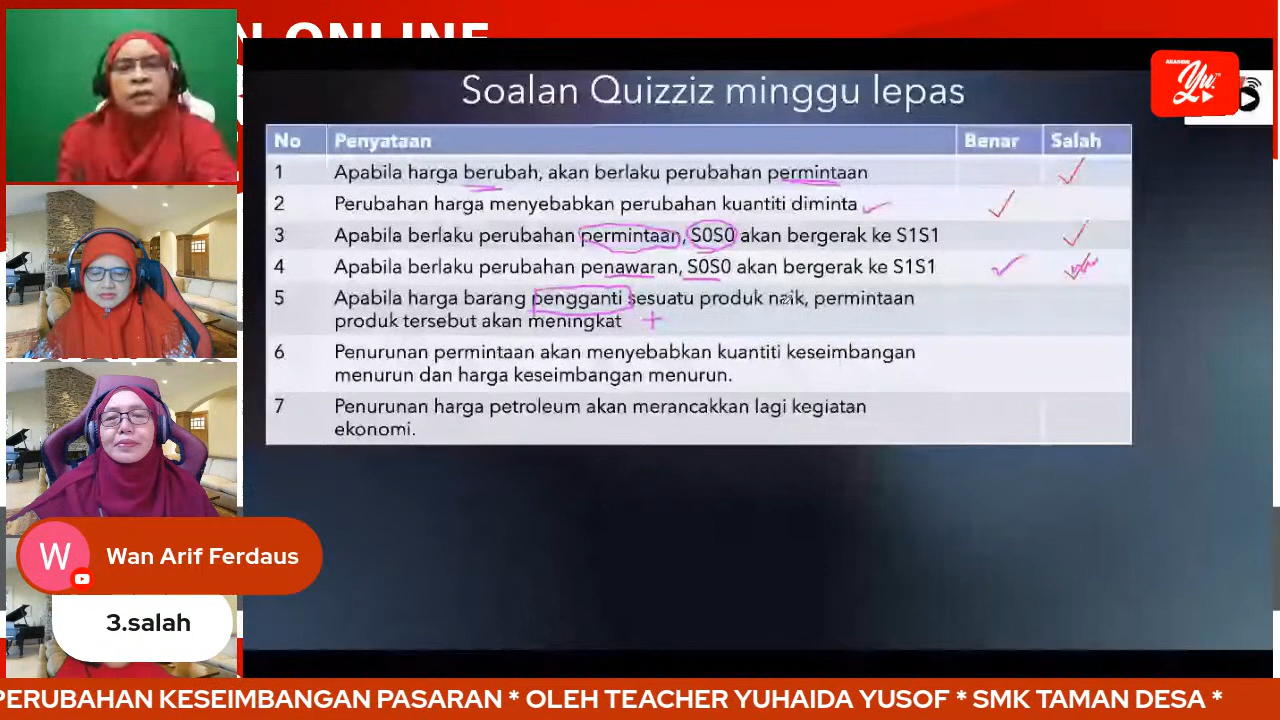 N ONLINE
AKADEMI
Yu.
Soalan Quizziz minggu lepas
No Penyataan Benar Salah
1 Apabila harga berubah, akan berlaku perubahan permintaan
2 Perubahan harga menyebabkan perubahan kuantiti diminta
3 Apabila berlaku perubahan permintaan, S0S0 akan bergerak ke S1S1
4 Apabila berlaku perubahan penawaran, S0S0 akan bergerak ke S1S1
5 Apabila harga barang pengganti sesuatu produk naik, permintaan
produk tersebut akan meningkat +
6 Penurunan permintaan akan menyebabkan kuantiti keseimbangan
menurun dan harga keseimbangan menurun.
7 Penurunan harga petroleum akan merancakkan lagi kegiatan
ekonomi.
W Wan Arif Ferdaus
3.salah
PERUBAHAN KESEIMBANGAN PASARAN * OLEH TEACHER YUHAIDA YUSOF * SMK TAMAN DESA *